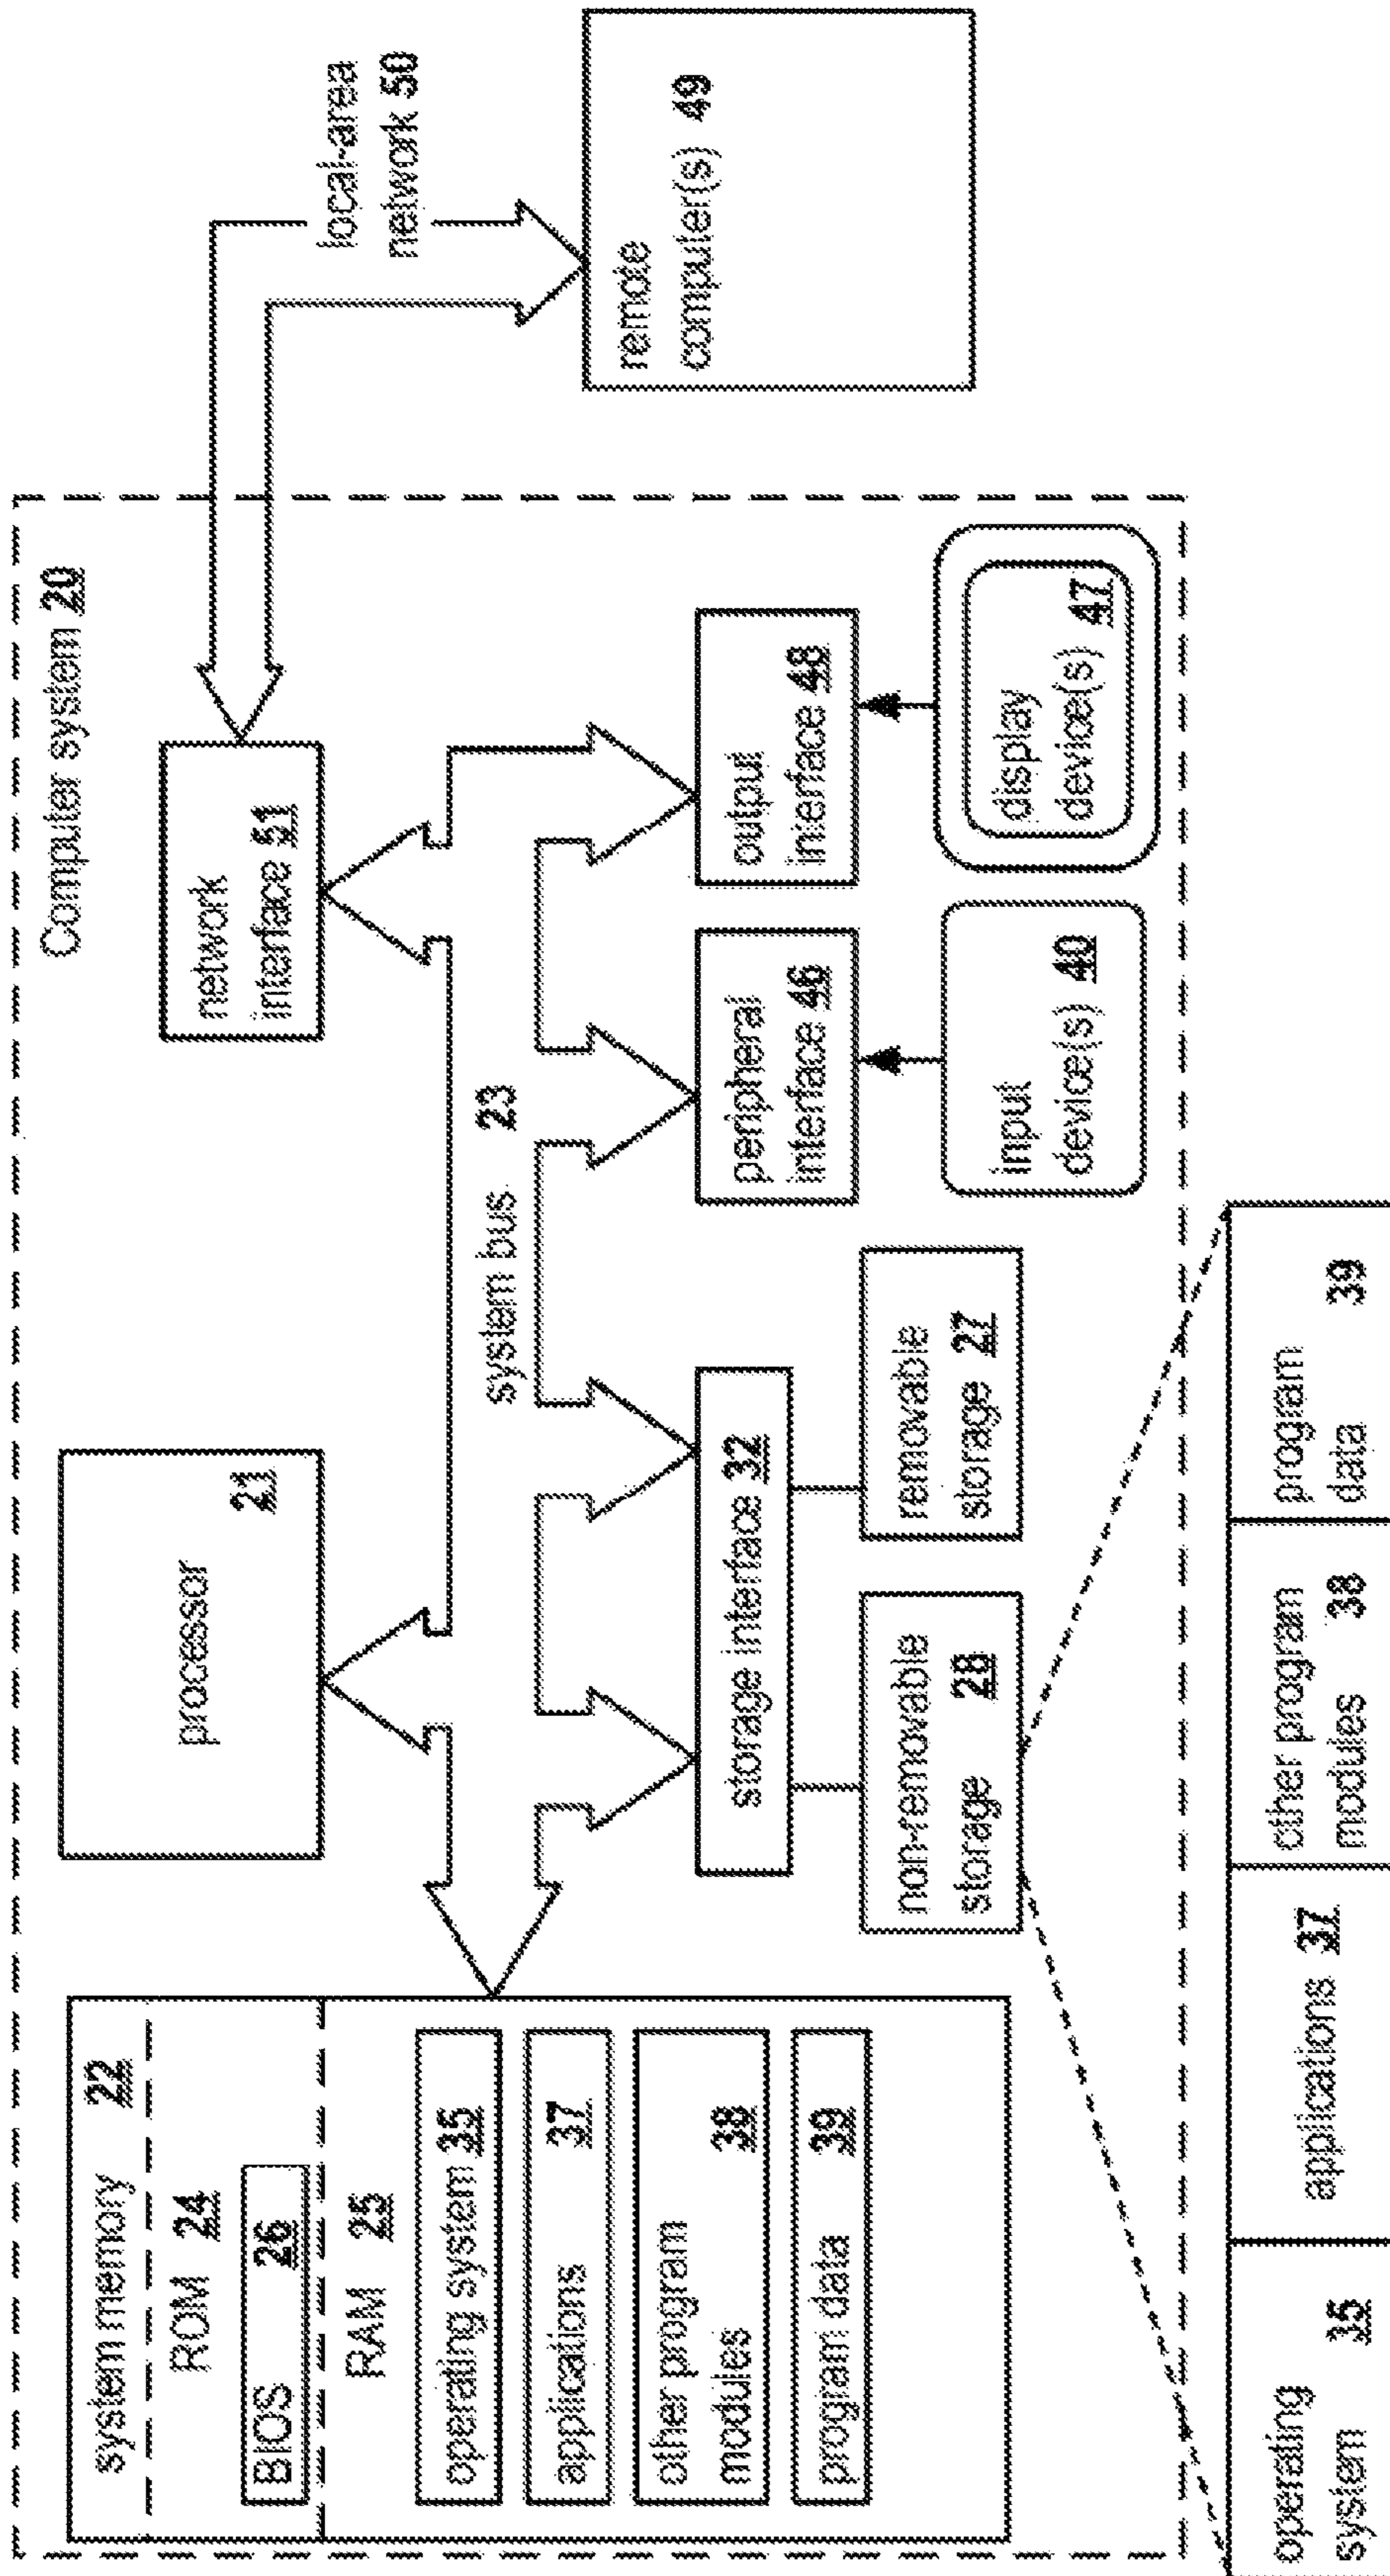 Computer system 20
system memory 22
ROM 24
BIOS 26
RAM 25
operating system 35
applications 37
other program
modules 38
program data 39
processor
21
network
interface 51
local-area
network 50
system bus 23
storage interface 32
peripheral
interface 46
output
interface 48
remote
computer(s) 49
non-removable
storage 28
removable
storage 27
input
device(s) 40
display
device(s) 47
operating
system 35
applications 37
other program
modules 38
program
data 39